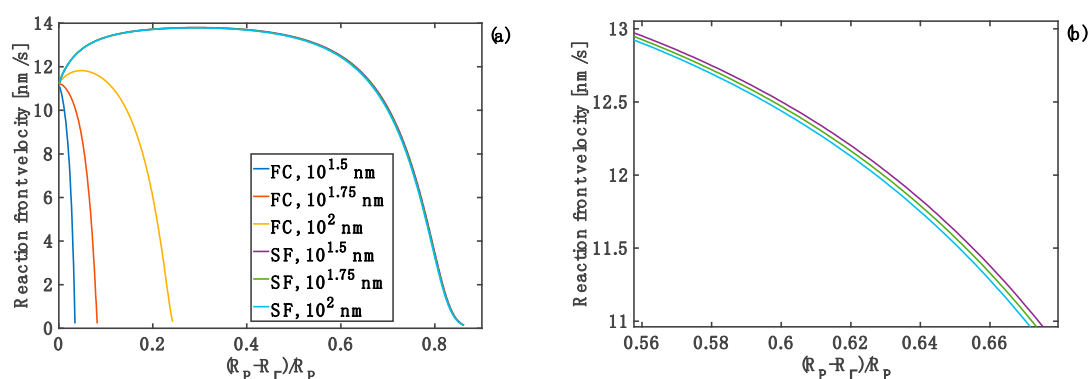 14
12
10
8
6
4
2
0
Reaction front velocity [nm/s]
0 0.2 0.4 0.6 0.8
(R_P-R_Γ)/R_P
FC, 10^1.5 nm
FC, 10^1.75 nm
FC, 10^2 nm
SF, 10^1.5 nm
SF, 10^1.75 nm
SF, 10^2 nm
(a)
13
12.5
12
11.5
11
Reaction front velocity [nm/s]
0.56 0.58 0.6 0.62 0.64 0.66
(R_P-R_Γ)/R_P
(b)